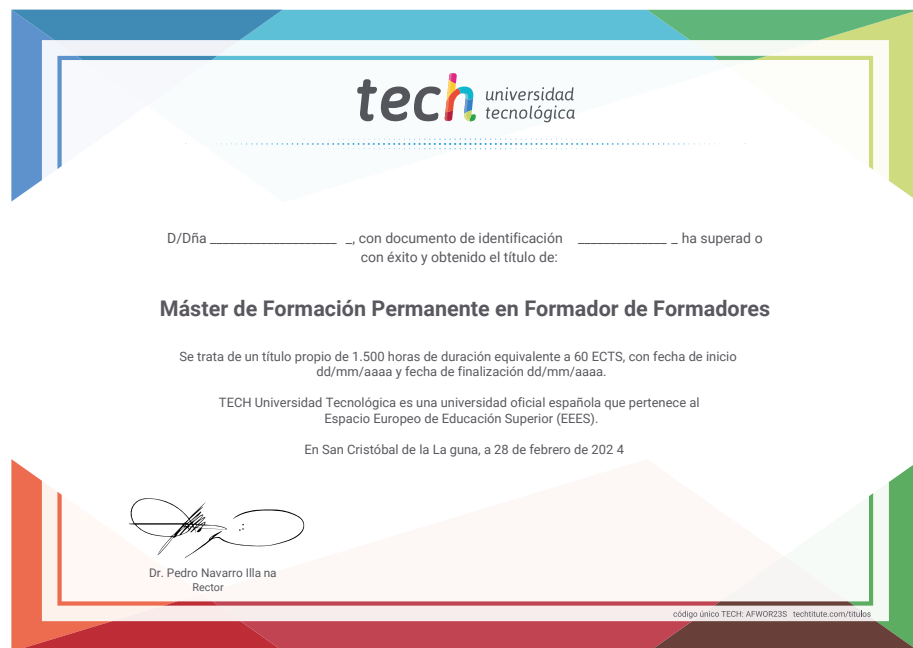 tech universidad
tecnológica
D/Dña ____________________ _, con documento de identificación ______________ _ ha superad o
con éxito y obtenido el título de:
Máster de Formación Permanente en Formador de Formadores
Se trata de un título propio de 1.500 horas de duración equivalente a 60 ECTS, con fecha de inicio
dd/mm/aaaa y fecha de finalización dd/mm/aaaa.
TECH Universidad Tecnológica es una universidad oficial española que pertenece al
Espacio Europeo de Educación Superior (EEES).
En San Cristóbal de la La guna, a 28 de febrero de 202 4
Dr. Pedro Navarro Illa na
Rector
código único TECH: AFWOR23S techtitute.com/titulos